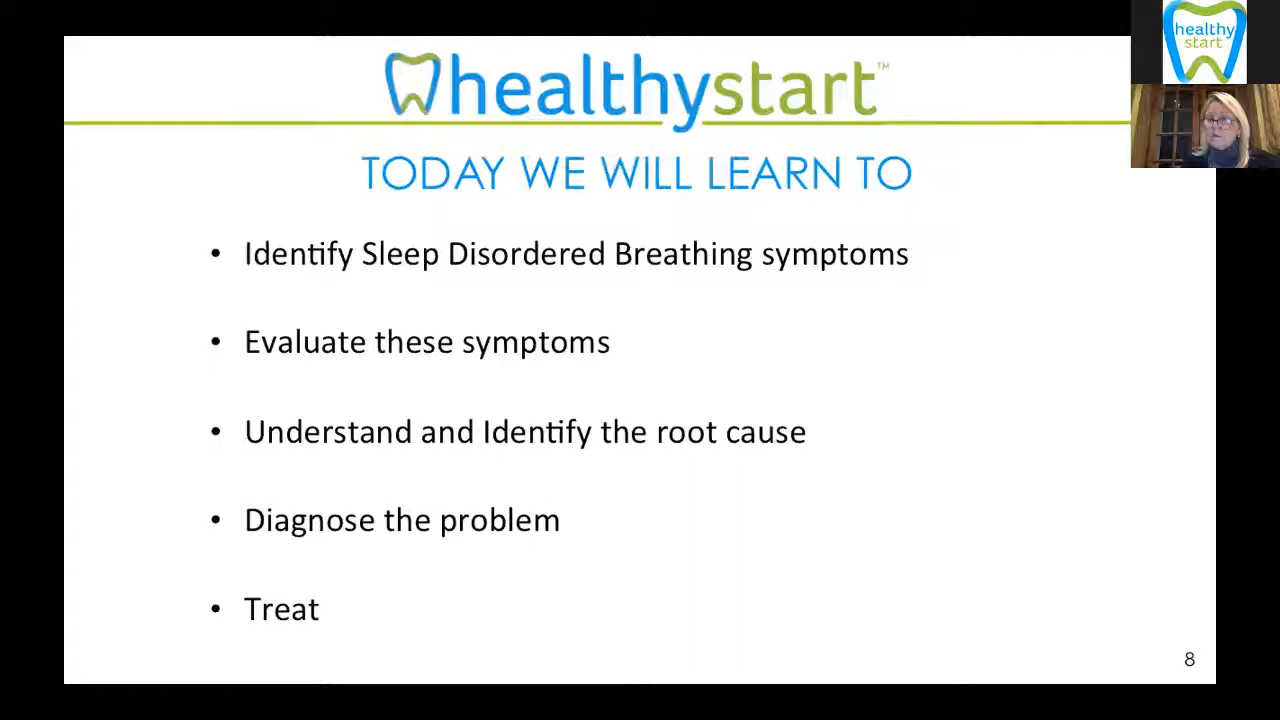 healthystart™
healthy
start
TODAY WE WILL LEARN TO
• Identify Sleep Disordered Breathing symptoms
• Evaluate these symptoms
• Understand and Identify the root cause
• Diagnose the problem
• Treat
8